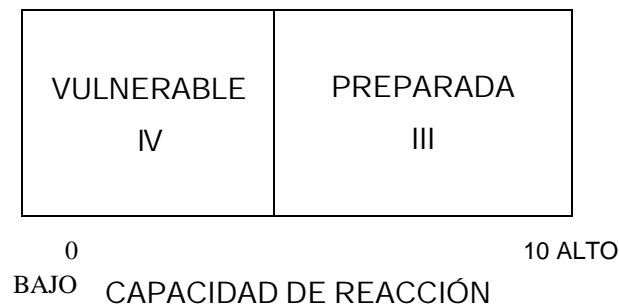 VULNERABLE PREPARADA
IV III
0 10 ALTO
BAJO CAPACIDAD DE REACCIÓN